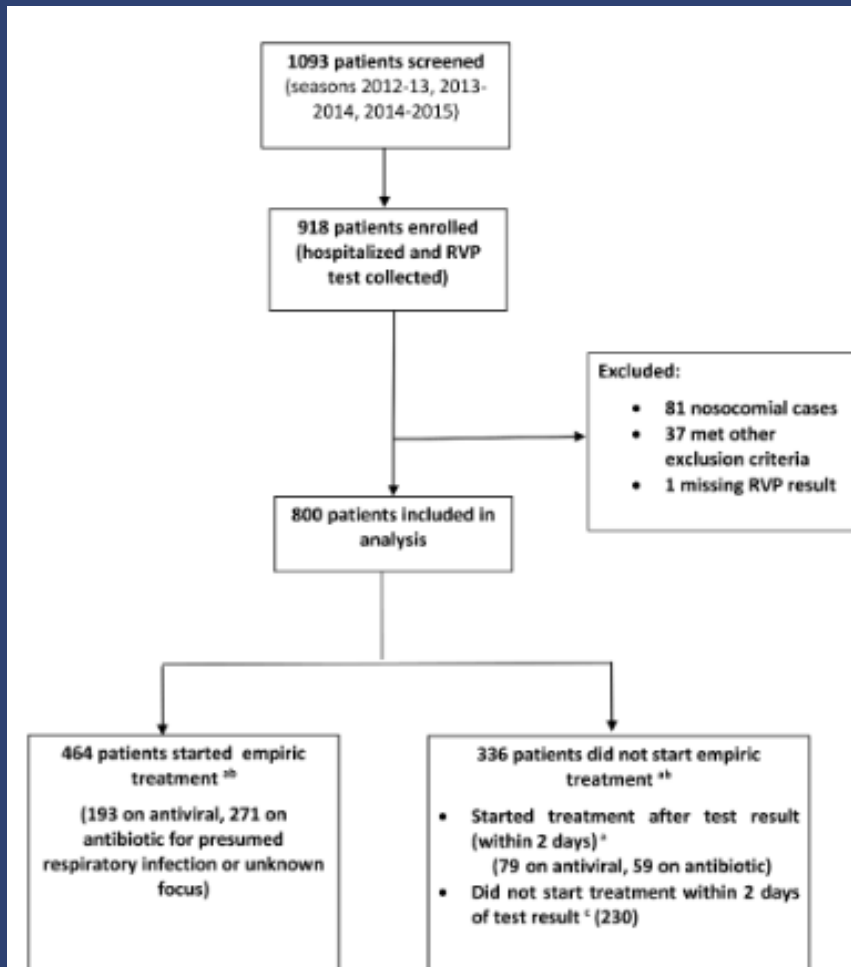 1093 patients screened
(seasons 2012-13, 2013-
2014, 2014-2015)
918 patients enrolled
(hospitalized and RVP
test collected)
Excluded:
• 81 nosocomial cases
• 37 met other
exclusion criteria
• 1 missing RVP result
800 patients included in
analysis
464 patients started empiric
treatment ab
(193 on antiviral, 271 on
antibiotic for presumed
respiratory infection or unknown
focus)
336 patients did not start empiric
treatment ab
• Started treatment after test result
(within 2 days) a
(79 on antiviral, 59 on antibiotic)
• Did not start treatment within 2 days
of test result c (230)